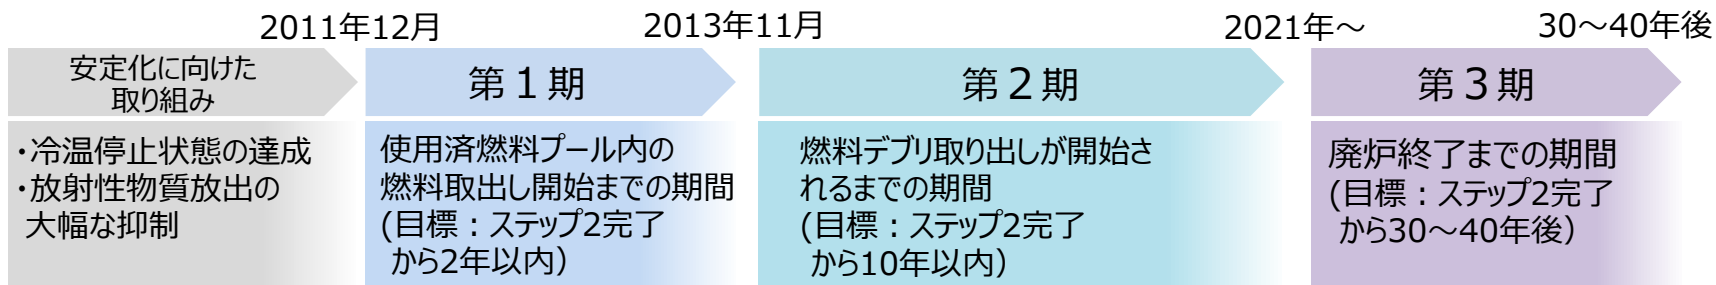 2011年12月
2013年11月
2021年～
30～40年後
安定化に向けた
取り組み
第１期
第２期
第３期
・冷温停止状態の達成
・放射性物質放出の
大幅な抑制
使用済燃料プール内の
燃料取出し開始までの期間
(目標：ステップ2完了
から2年以内）
燃料デブリ取り出しが開始さ
れるまでの期間
(目標：ステップ2完了
から10年以内）
廃炉終了までの期間
(目標：ステップ2完了
から30～40年後）